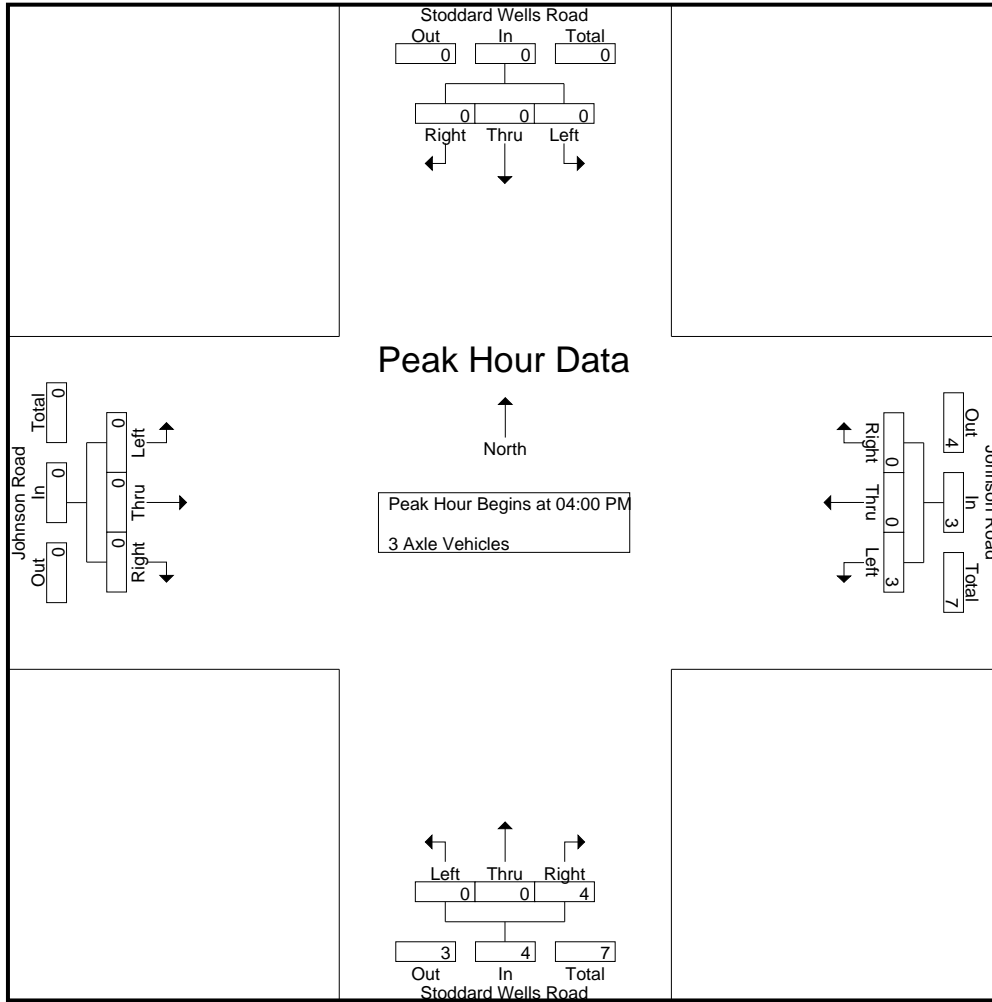 Stoddard Wells Road
Out In Total
0 0 0
0 0 0
Right Thru Left
Peak Hour Data
North
Peak Hour Begins at 04:00 PM
3 Axle Vehicles
Johnson Road
Total In Out
0 0 0
0 0 0
Left Thru Right
Johnson Road
Out In Total
4 3 7
0 0 3
Right Thru Left
Left Thru Right
0 0 4
3 4 7
Out In Total
Stoddard Wells Road